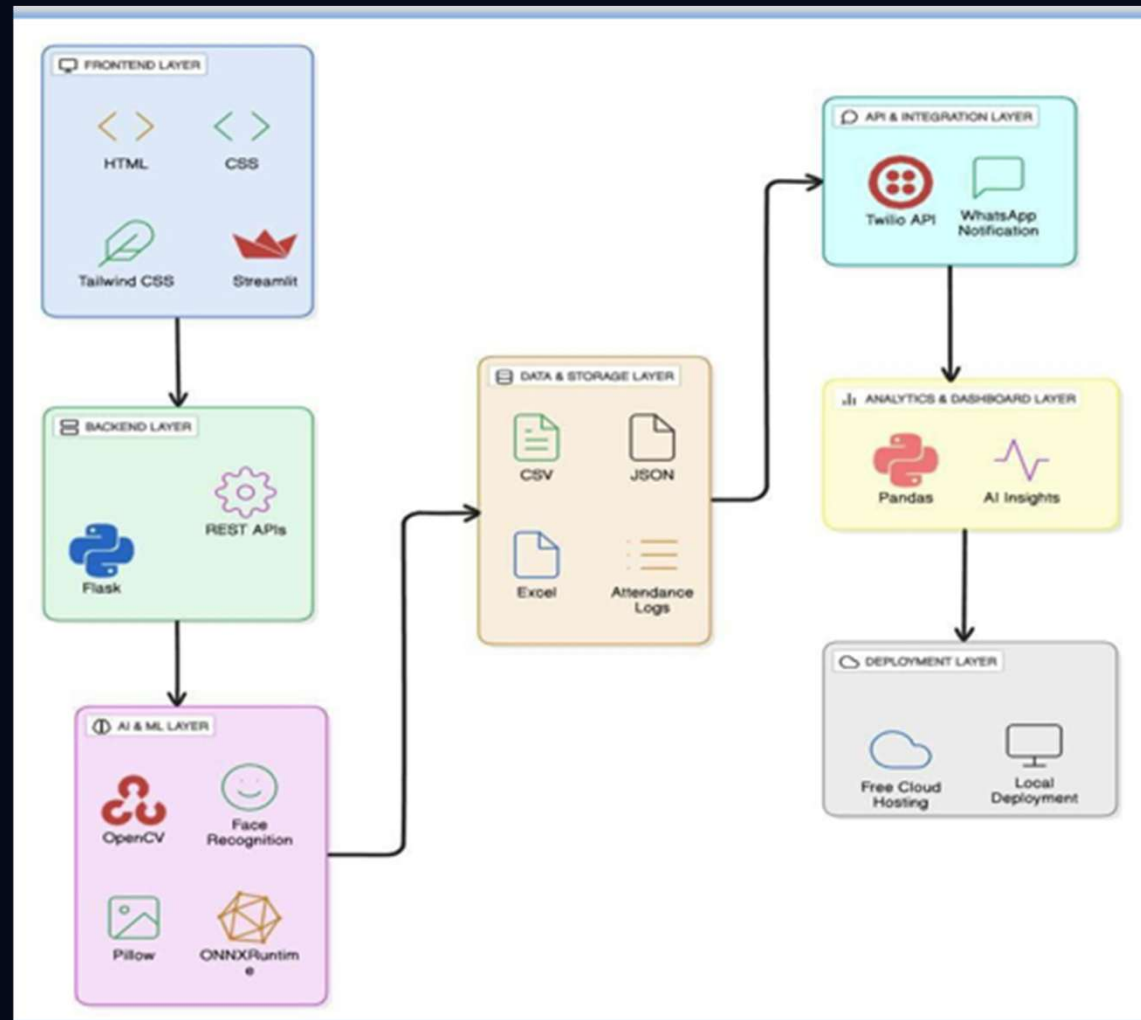 FRONTEND LAYER
HTML
CSS
Tailwind CSS
Streamlit
BACKEND LAYER
REST APIs
Flask
AI & ML LAYER
OpenCV
Face
Recognition
Pillow
ONNXRuntim
e
DATA & STORAGE LAYER
CSV
JSON
Excel
Attendance
Logs
API & INTEGRATION LAYER
Twilio API
WhatsApp
Notification
ANALYTICS & DASHBOARD LAYER
Pandas
AI Insights
DEPLOYMENT LAYER
Free Cloud
Hosting
Local
Deployment